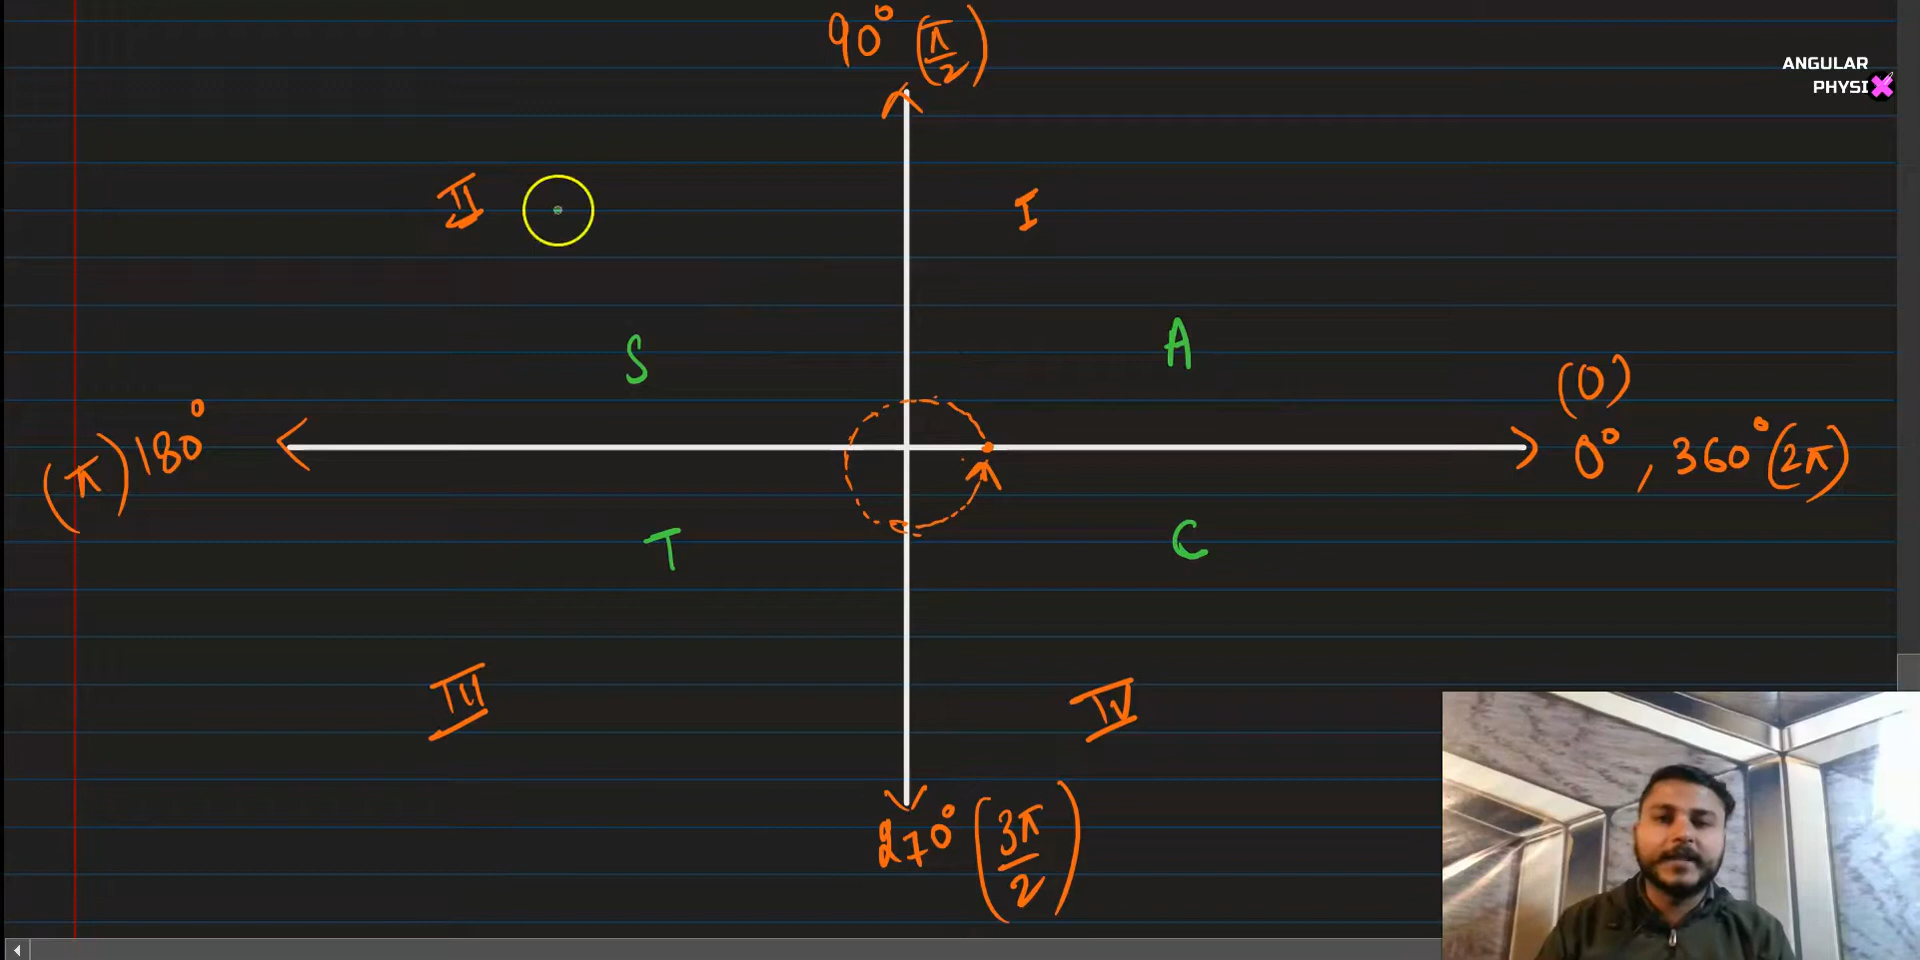 90° (π/2)
ANGULAR
PHYSI
II
I
S
A
(0)
(π) 180°
0°, 360° (2π)
T
C
III
IV
270° (3π/2)